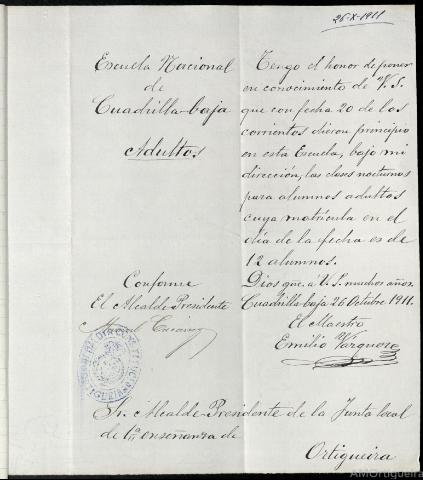 26-X-1911
Escuela Nacional
de
Cuadrilla-baja
Adultos
Tengo el honor de poner
en conocimiento de V. S.
que con fecha 20 de los
corrientes dieron principio
en esta Escuela, bajo mi
dirección, las clases nocturnas
para alumnos adultos
cuya matrícula en el
día de la fecha es de
12 alumnos.
Dios gue. á V. S. muchos años.
Cuadrilla-baja 26 Octubre 1911.
El Maestro
Emilio
Conforme
El Alcalde-Presidente
Sr. Alcalde-Presidente de la Junta local
de 1ª enseñanza de
Ortigueira
AMOrtigueira